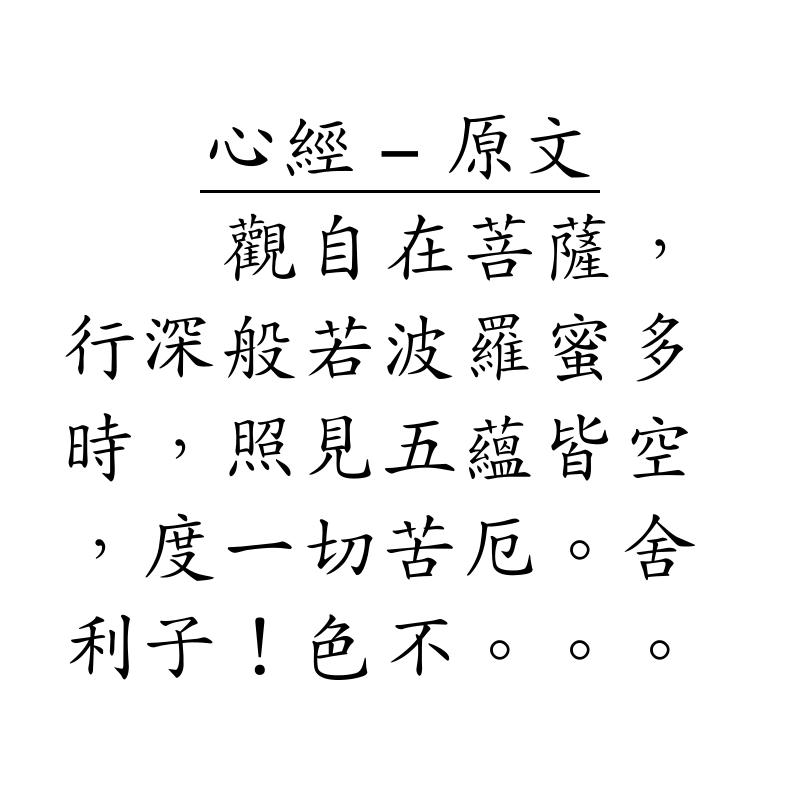 心經 – 原文
觀自在菩薩，
行深般若波羅蜜多
時，照見五蘊皆空
，度一切苦厄。舍
利子！色不。。。